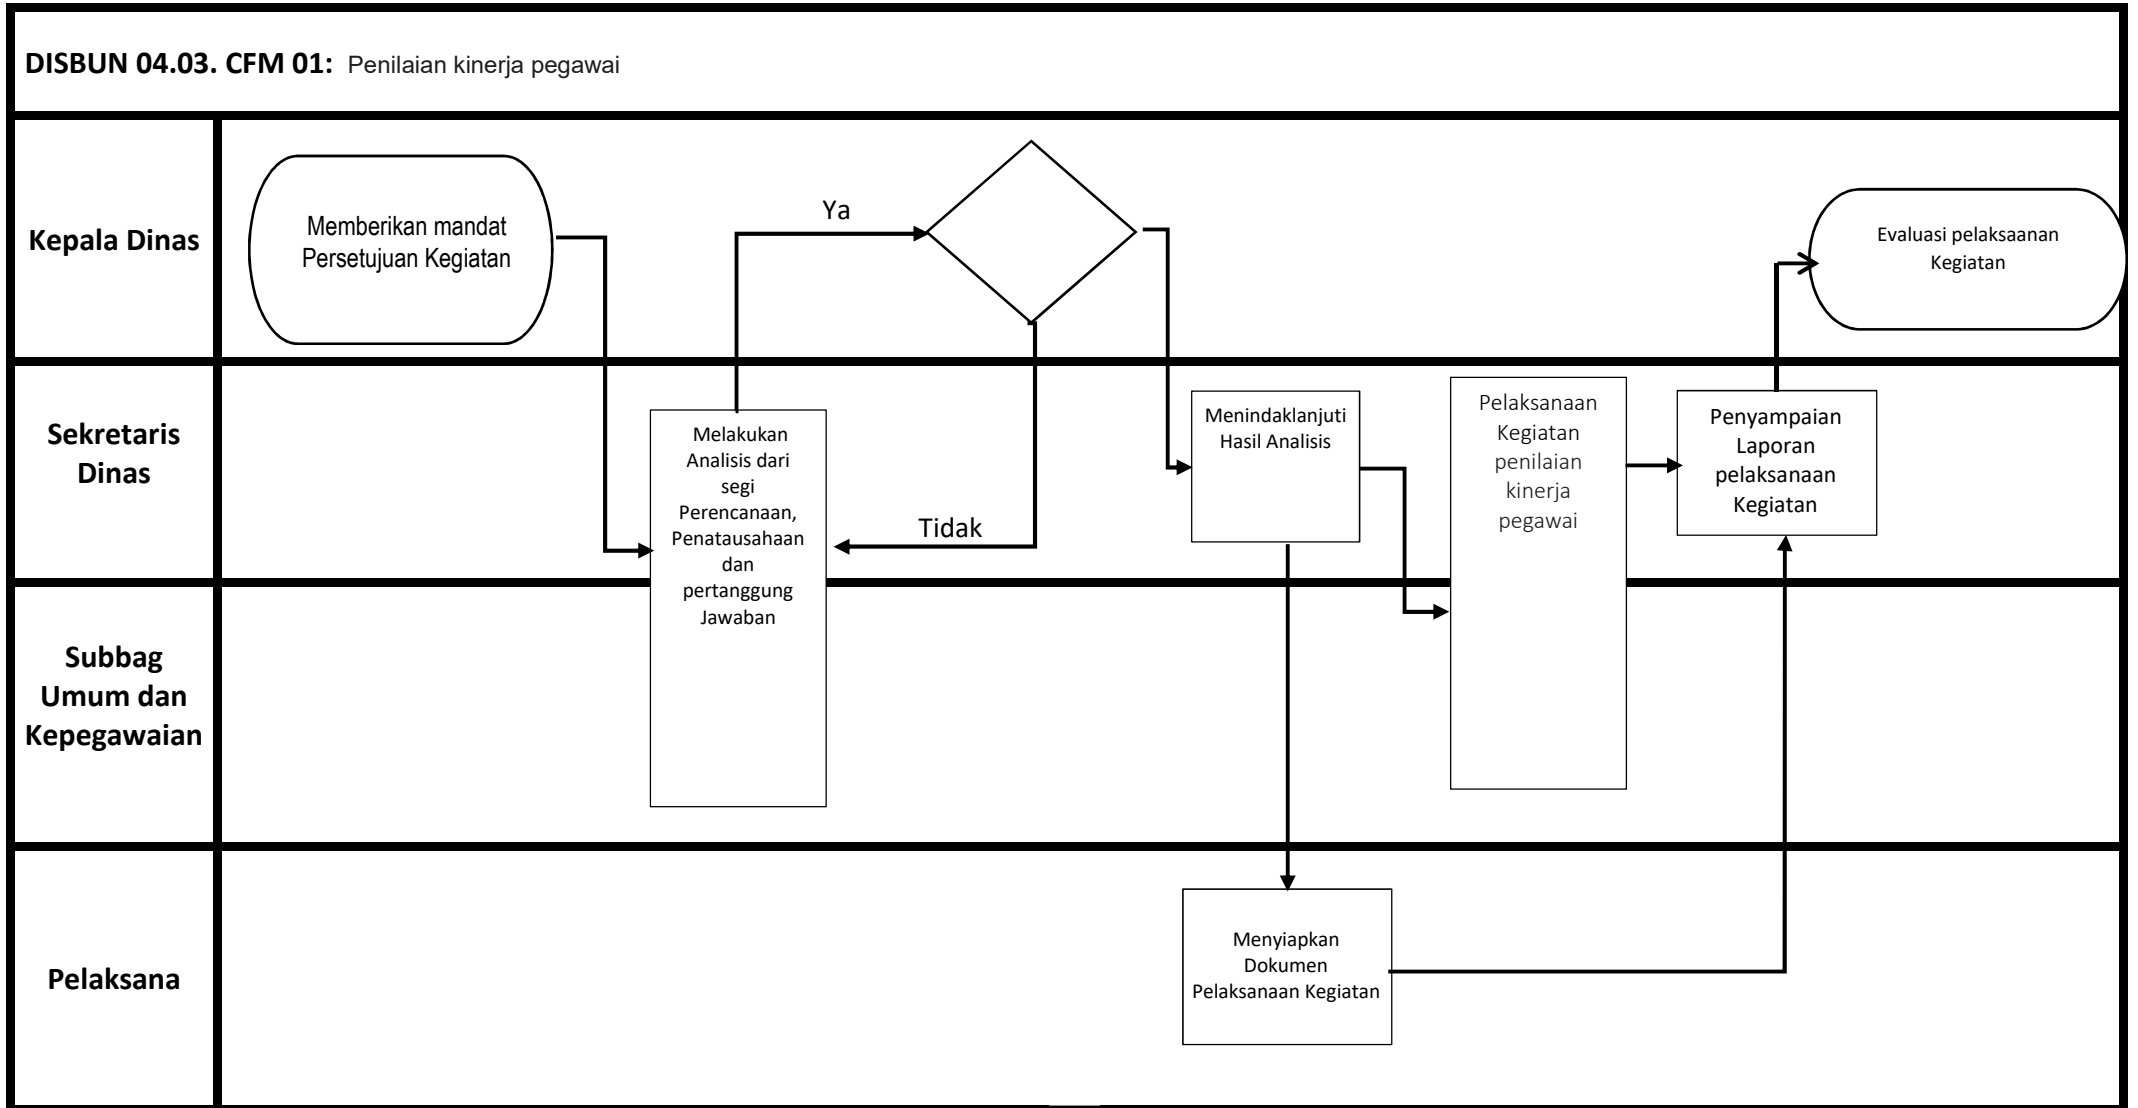 DISBUN 04.03. CFM 01: Penilaian kinerja pegawai
Kepala Dinas
Memberikan mandat
Persetujuan Kegiatan
Ya
Evaluasi pelaksaanan
Kegiatan
Sekretaris
Dinas
Melakukan
Analisis dari
segi
Perencanaan,
Penatausahaan
dan
pertanggung
Jawaban
Tidak
Menindaklanjuti
Hasil Analisis
Pelaksanaan
Kegiatan
penilaian
kinerja
pegawai
Penyampaian
Laporan
pelaksanaan
Kegiatan
Subbag
Umum dan
Kepegawaian
Pelaksana
Menyiapkan
Dokumen
Pelaksanaan Kegiatan